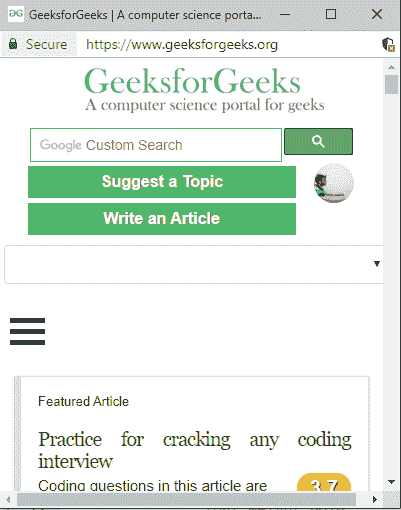 GeeksforGeeks | A computer science porta...
Secure https://www.geeksforgeeks.org
GeeksforGeeks
A computer science portal for geeks
Google Custom Search
Suggest a Topic
Write an Article
Featured Article
Practice for cracking any coding
interview
Coding questions in this article are
3.7